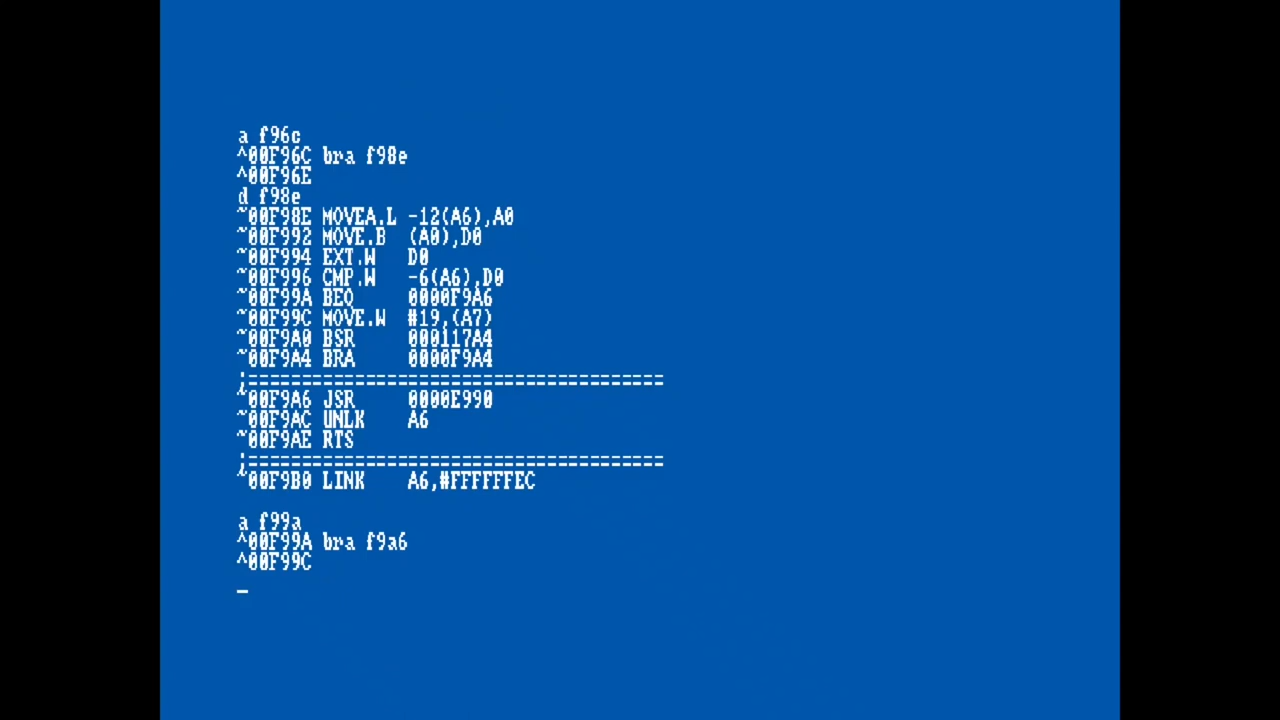 a f96c
^00F96C bra f98e
^00F96E
d f98e
~00F98E MOVEA.L -12(A6),A0
~00F992 MOVE.B  (A0),D0
~00F994 EXT.W   D0
~00F996 CMP.W   -6(A6),D0
~00F99A BEQ     0000F9A6
~00F99C MOVE.W  #19,(A7)
~00F9A0 BSR     000117A4
~00F9A4 BRA     0000F9A4
;=======================================
~00F9A6 JSR     0000E990
~00F9AC UNLK    A6
~00F9AE RTS
;=======================================
~00F9B0 LINK    A6,#FFFFFFEC
a f99a
^00F99A bra f9a6
^00F99C
_